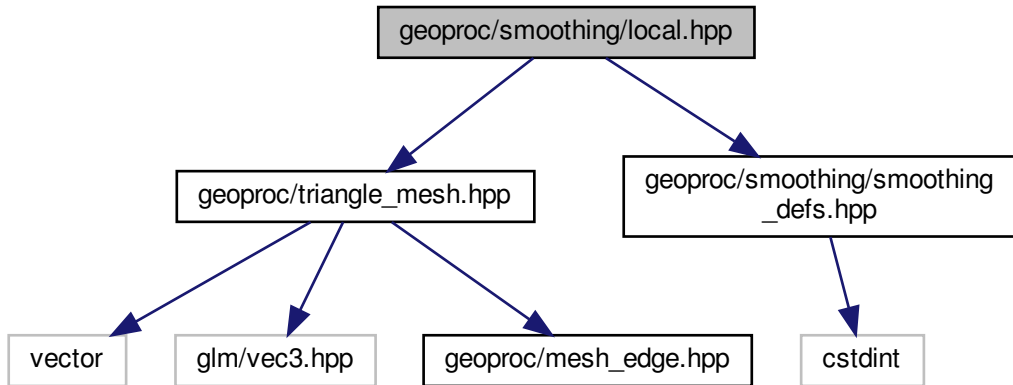 geoproc/smoothing/local.hpp
geoproc/triangle_mesh.hpp
geoproc/smoothing/smoothing
_defs.hpp
vector
glm/vec3.hpp
geoproc/mesh_edge.hpp
cstdint